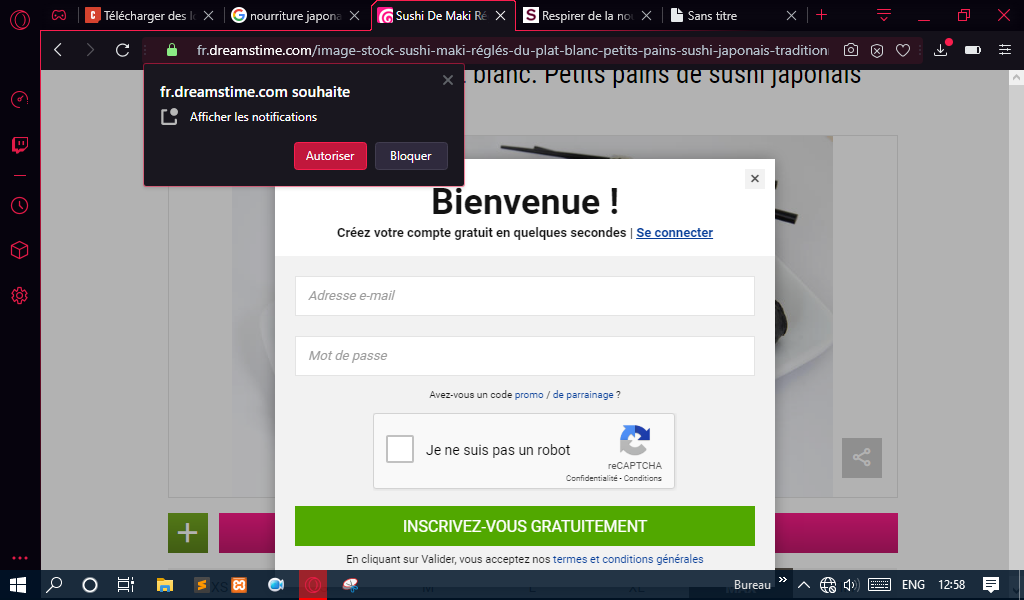 Télécharger des i
nourriture japona
Sushi De Maki Ré
Respirer de la nou
Sans titre
fr.dreamstime.com/image-stock-sushi-maki-réglés-du-plat-blanc-petits-pains-sushi-japonais-tradition
blanc. Petits pains de sushi japonais
fr.dreamstime.com souhaite
Afficher les notifications
Autoriser
Bloquer
Bienvenue !
Créez votre compte gratuit en quelques secondes | Se connecter
Adresse e-mail
Mot de passe
Avez-vous un code promo / de parrainage ?
Je ne suis pas un robot
reCAPTCHA
Confidentialité - Conditions
INSCRIVEZ-VOUS GRATUITEMENT
En cliquant sur Valider, vous acceptez nos termes et conditions générales
Bureau
ENG
12:58